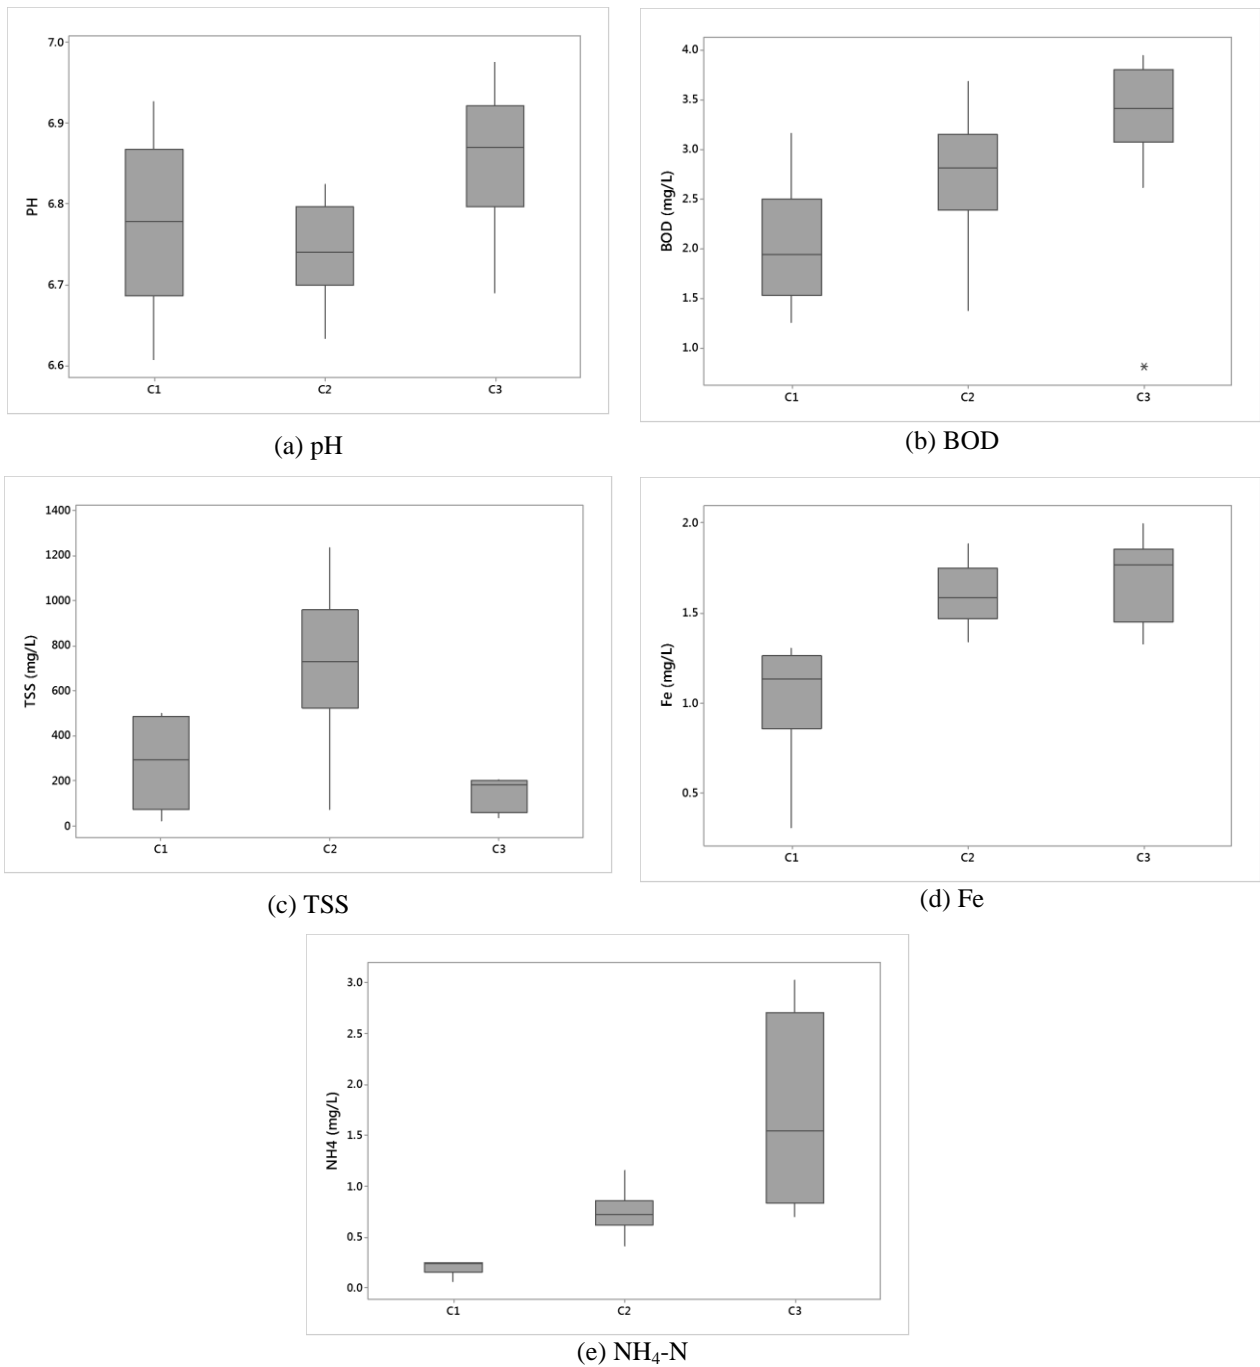 7.0
6.9
6.8
6.7
6.6
PH
C1 C2 C3
(a) pH
4.0
3.5
3.0
2.5
2.0
1.5
1.0
BOD (mg/L)
C1 C2 C3
(b) BOD
1400
1200
1000
800
600
400
200
0
TSS (mg/L)
C1 C2 C3
(c) TSS
2.0
1.5
1.0
0.5
Fe (mg/L)
C1 C2 C3
(d) Fe
3.0
2.5
2.0
1.5
1.0
0.5
0.0
NH4 (mg/L)
C1 C2 C3
(e) NH₄-N